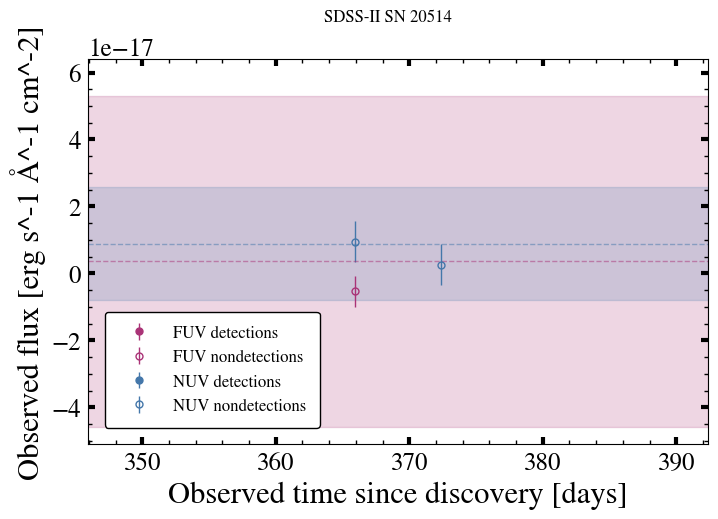 SDSS-II SN 20514
1e−17
Observed flux [erg s^-1 Å^-1 cm^-2]
6
4
2
0
−2
−4
FUV detections
FUV nondetections
NUV detections
NUV nondetections
350 360 370 380 390
Observed time since discovery [days]